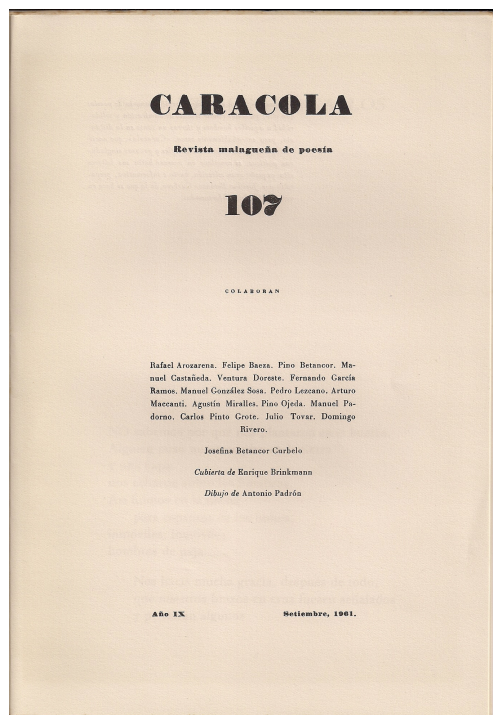 CARACOLA
Revista malagueña de poesía
107
COLABORAN
Rafael Arozarena. Felipe Baeza. Pino Betancor. Ma-
nuel Castañeda. Ventura Doreste. Fernando García
Ramos. Manuel González Sosa. Pedro Lezcano. Arturo
Maccanti. Agustín Miralles. Pino Ojeda. Manuel Pa-
dorno. Carlos Pinto Grote. Julio Tovar. Domingo
Rivero.
Josefina Betancor Curbelo
Cubierta de Enrique Brinkmann
Dibujo de Antonio Padrón
Año IX
Setiembre, 1961.